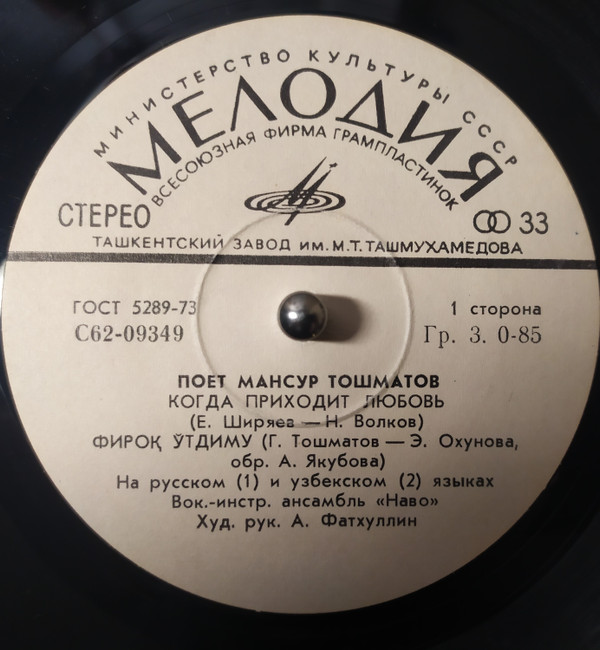 МИНИСТЕРСТВО КУЛЬТУРЫ СССР
МЕЛОДИЯ
ВСЕСОЮЗНАЯ ФИРМА ГРАМПЛАСТИНОК
СТЕРЕО
33
ТАШКЕНТСКИЙ ЗАВОД ИМ. М.Т. ТАШМУХАМЕДОВА
ГОСТ 5289-73
1 сторона
С62-09349
Гр. 3. 0-85
ПОЕТ МАНСУР ТОШМАТОВ
КОГДА ПРИХОДИТ ЛЮБОВЬ
(Е. Ширяев — Н. Волков)
ФИРОҚ ЎТДИМУ (Г. Тошматов — Э. Охунова,
обр. А. Якубова)
На русском (1) и узбекском (2) языках
Вок.-инстр. ансамбль «Наво»
Худ. рук. А. Фатхуллин